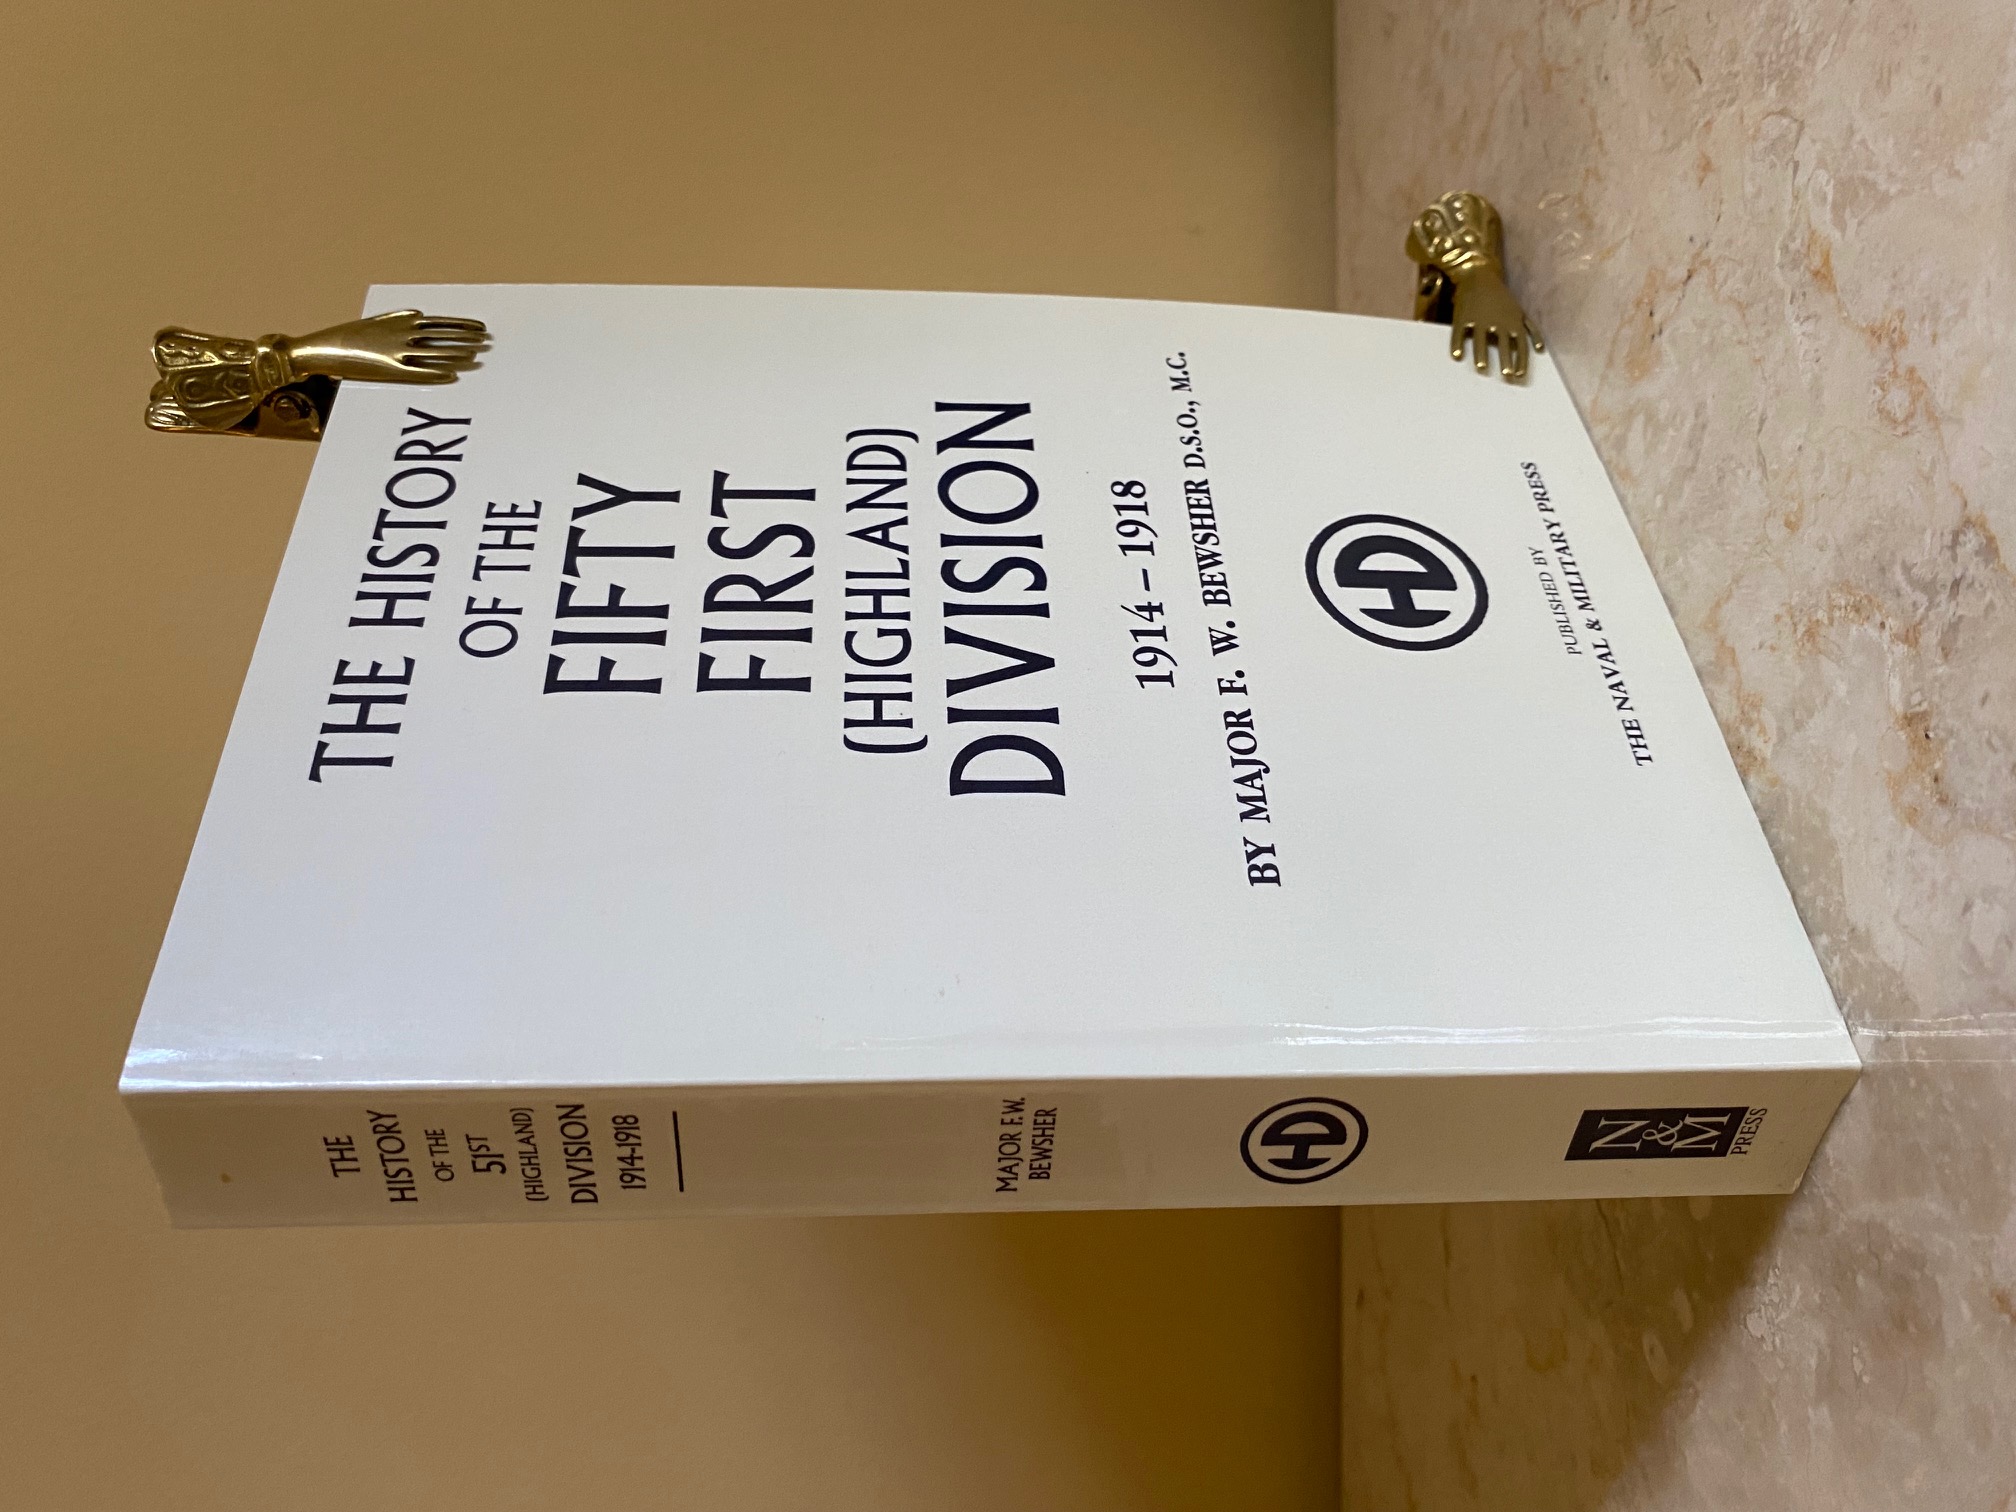 THE HISTORY
OF THE
FIFTY
FIRST
(HIGHLAND)
DIVISION
1914–1918
BY MAJOR F. W. BEWSHER D.S.O., M.C.
HD
PUBLISHED BY
THE NAVAL & MILITARY PRESS
THE
HISTORY
OF THE
51ST
(HIGHLAND)
DIVISION
1914-1918
MAJOR F.W.
BEWSHER
HD
N
&
M
PRESS